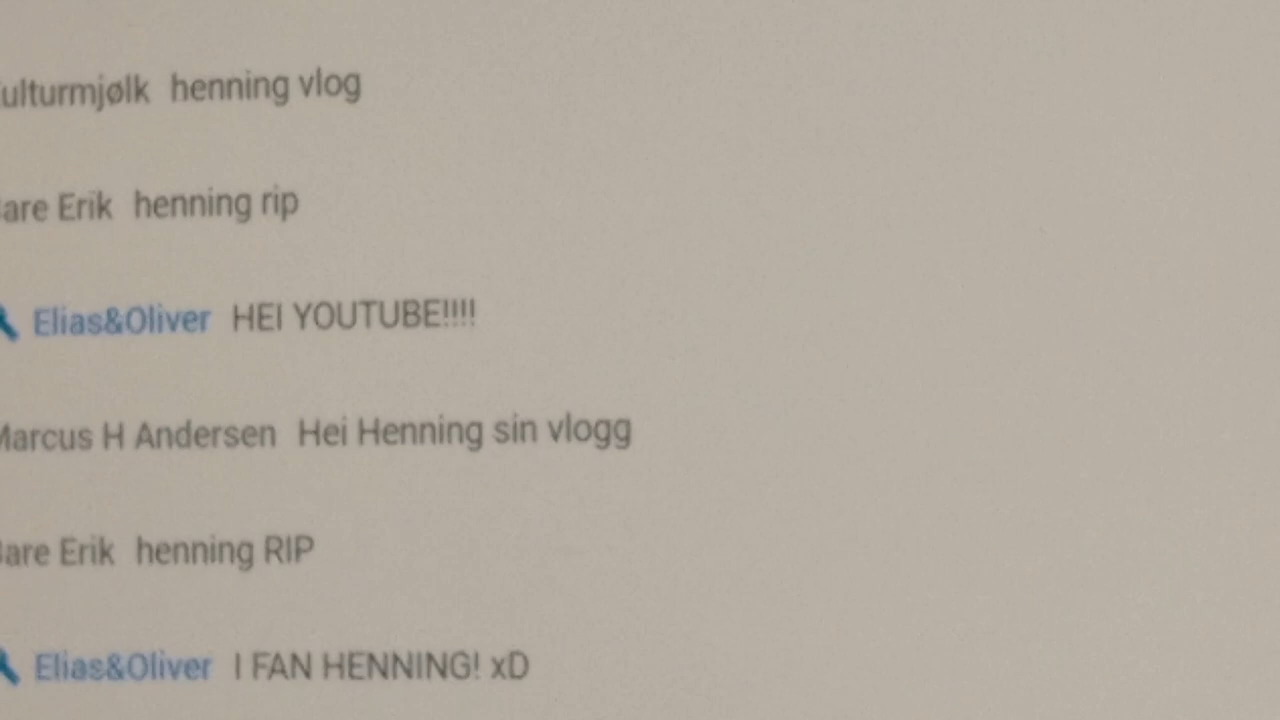 ulturmjølk henning vlog
are Erik henning rip
Elias&Oliver HEI YOUTUBE!!!!
Marcus H Andersen Hei Henning sin vlogg
Bare Erik henning RIP
Elias&Oliver I FAN HENNING! xD